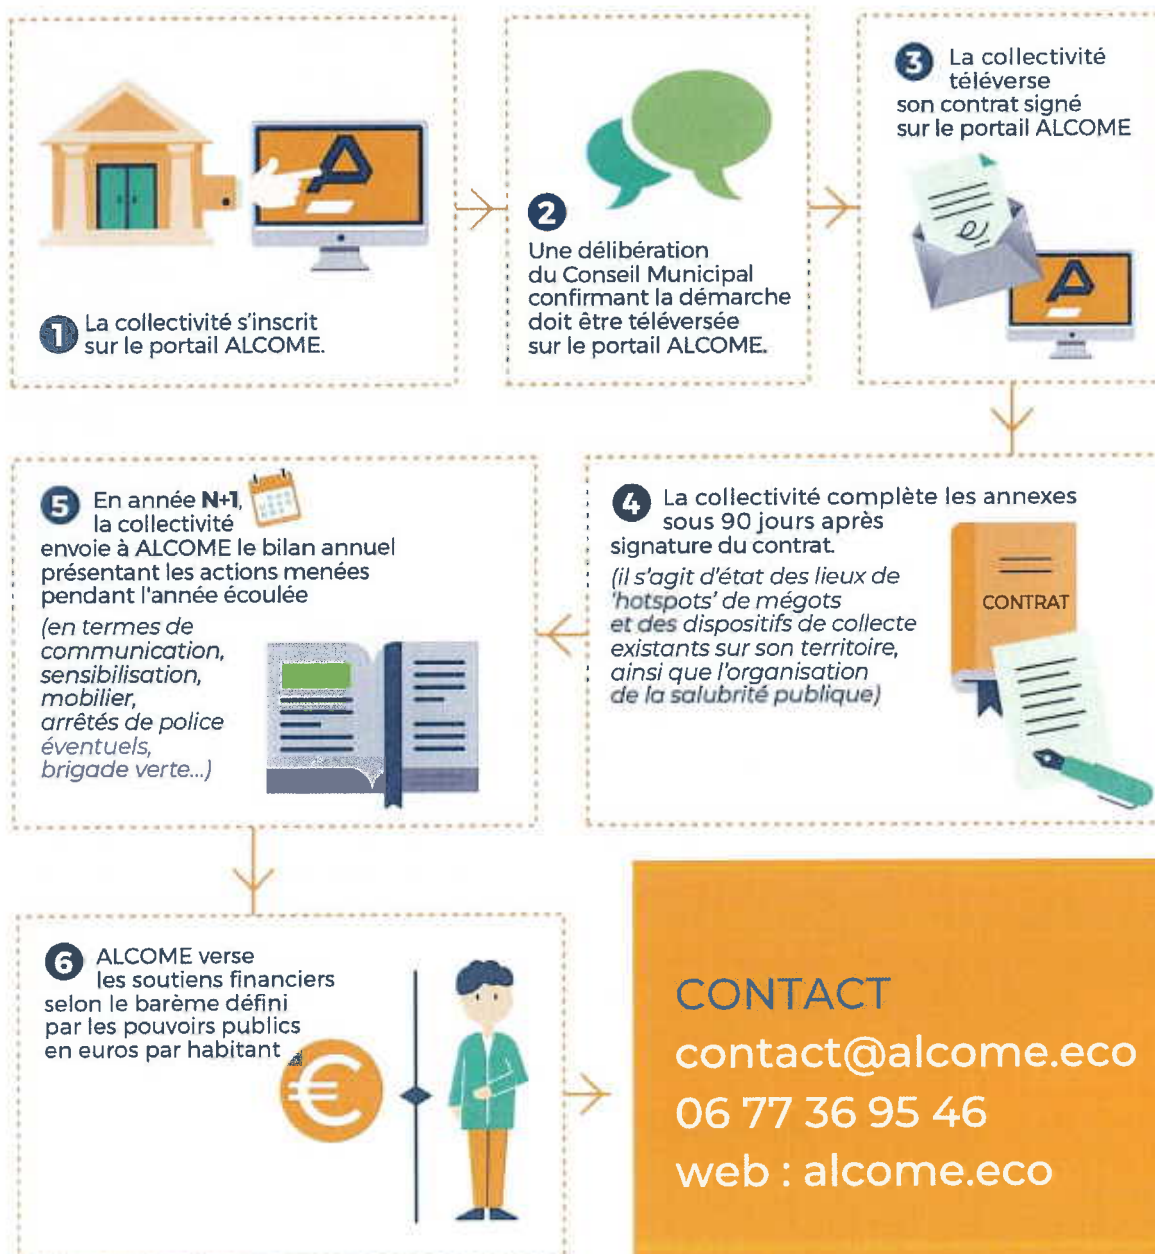 1 La collectivité s'inscrit
sur le portail ALCOME.
2
Une délibération
du Conseil Municipal
confirmant la démarche
doit être téléversée
sur le portail ALCOME.
3 La collectivité
téléverse
son contrat signé
sur le portail ALCOME
4 La collectivité complète les annexes
sous 90 jours après
signature du contrat.
(il s'agit d'état des lieux de
'hotspots' de mégots
et des dispositifs de collecte
existants sur son territoire,
ainsi que l'organisation
de la salubrité publique)
CONTRAT
5 En année N+1,
la collectivité
envoie à ALCOME le bilan annuel
présentant les actions menées
pendant l'année écoulée
(en termes de
communication,
sensibilisation,
mobilier,
arrêtés de police
éventuels,
brigade verte...)
6 ALCOME verse
les soutiens financiers
selon le barème défini
par les pouvoirs publics
en euros par habitant
€
CONTACT
contact@alcome.eco
06 77 36 95 46
web : alcome.eco